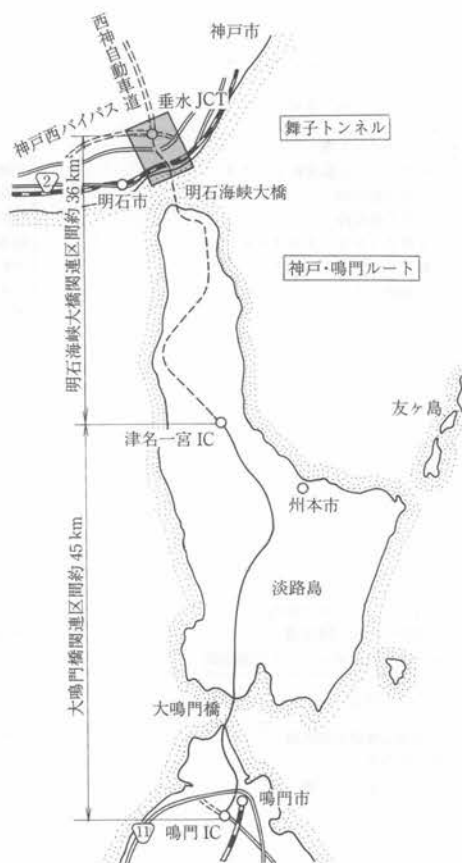 西神自動車道
神戸市
神戸西バイパス
垂水JCT
舞子トンネル
2
明石市
明石海峡大橋
神戸・鳴門ルート
明石海峡大橋関連区間約36 km
友ヶ島
津名一宮 IC
州本市
淡路島
大鳴門橋関連区間約45 km
大鳴門橋
鳴門市
11
鳴門 IC